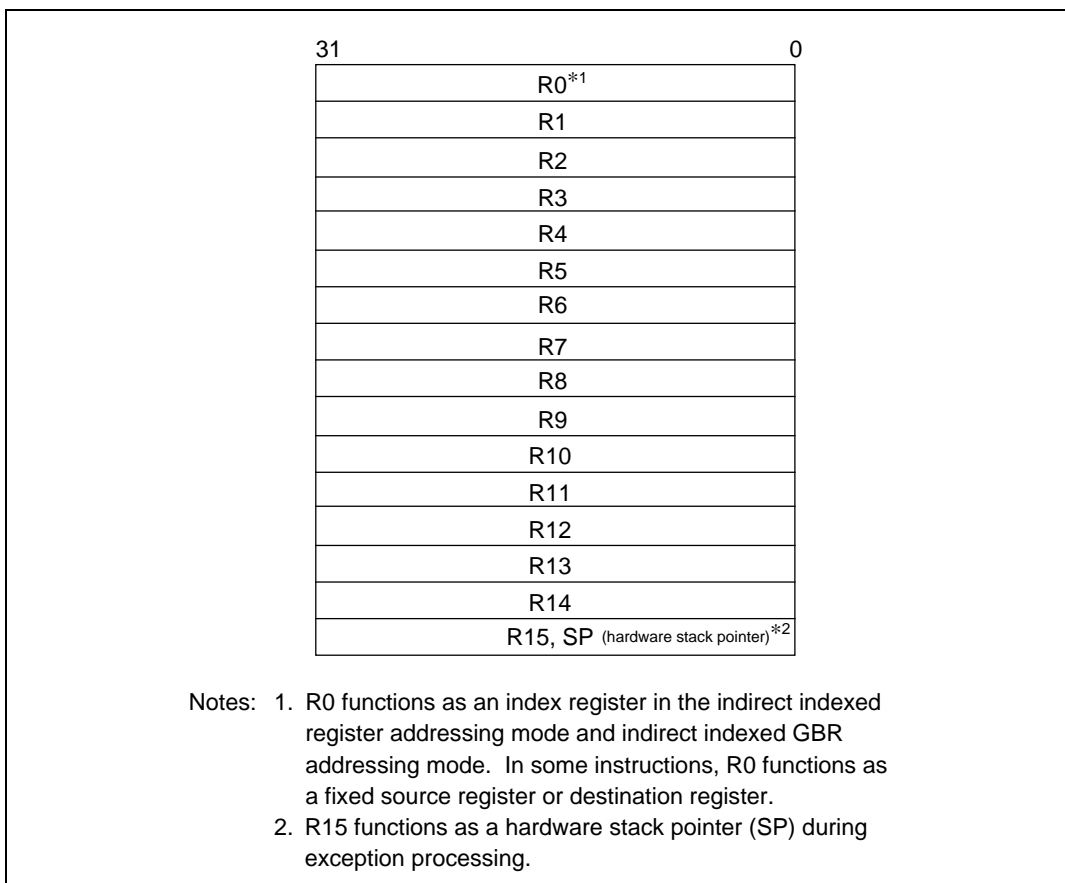 31 0
R0*1
R1
R2
R3
R4
R5
R6
R7
R8
R9
R10
R11
R12
R13
R14
R15, SP (hardware stack pointer)*2
Notes: 1. R0 functions as an index register in the indirect indexed
register addressing mode and indirect indexed GBR
addressing mode. In some instructions, R0 functions as
a fixed source register or destination register.
2. R15 functions as a hardware stack pointer (SP) during
exception processing.